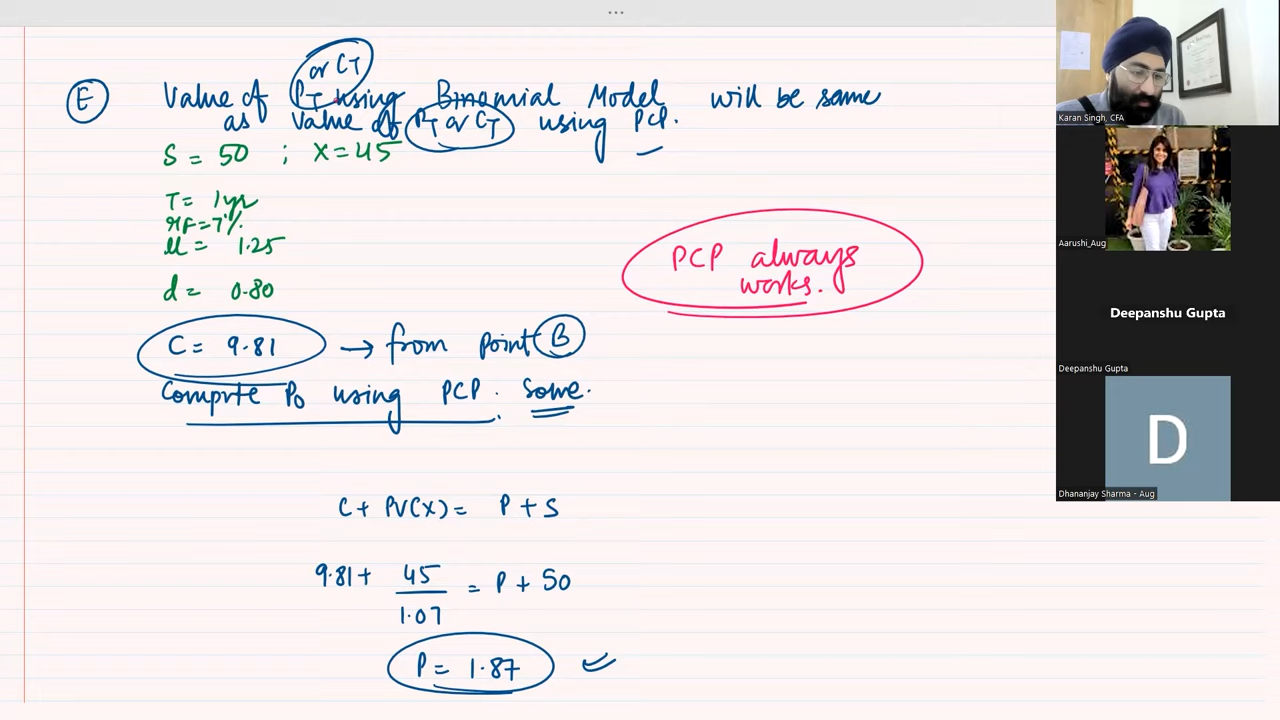 or CT
E Value of PT using Binomial Model will be same
as value of PT or CT using PCP.
S = 50 ; X = 45
T = 1yr
rf = 7%
u = 1.25
d = 0.80
PCP always
works.
C = 9.81 → from point B
Compute P0 using PCP. Solve.
C + PV(X) = P + S
9.81 + 45 / 1.07 = P + 50
P = 1.87
Karan Singh, CFA
Aarushi_Aug
Deepanshu Gupta
Deepanshu Gupta
D
Dhananjay Sharma - Aug